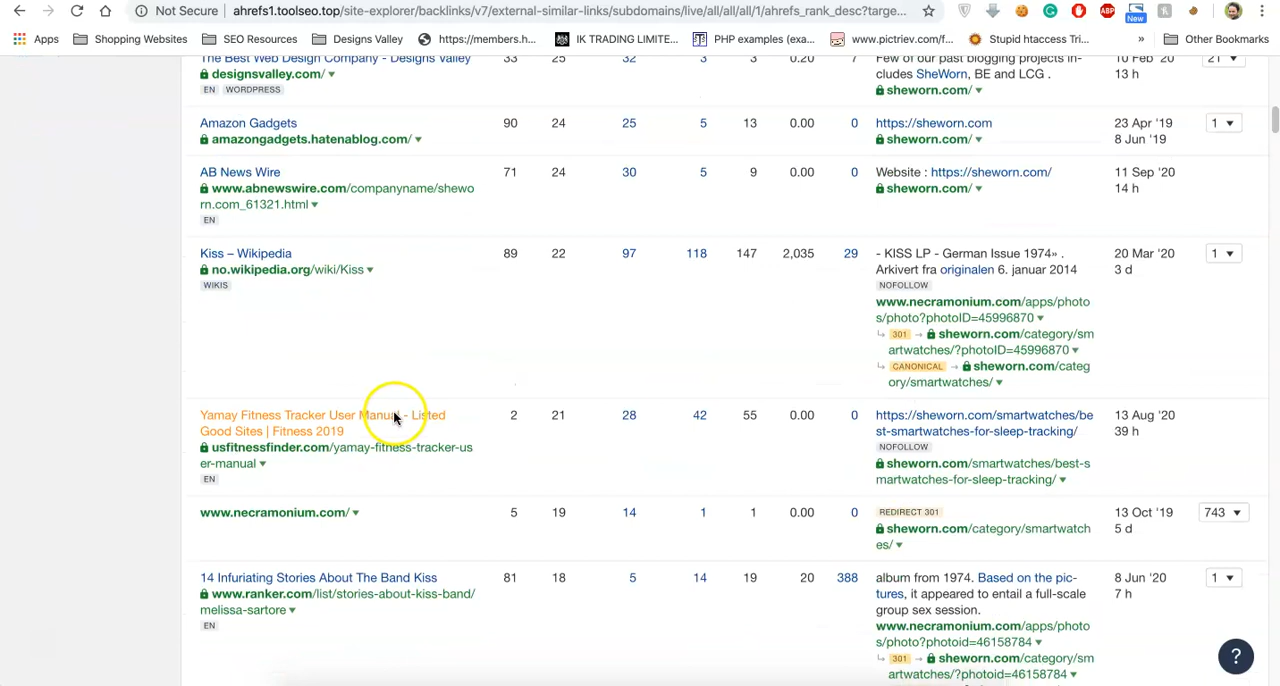 Not Secure | ahrefs1.toolseo.top/site-explorer/backlinks/v7/external-similar-links/subdomains/live/all/all/all/1/ahrefs_rank_desc?targe...
ABP
New
Apps Shopping Websites SEO Resources Designs Valley https://members.h... IK TRADING LIMITE... PHP examples (exa... www.pictriev.com/f... Stupid htaccess Tri... » Other Bookmarks
The Best Web Design Company - Designs Valley 33 25 32 3 3 0.20 7 Few of our past blogging projects in- 10 Feb '20 21
designsvalley.com/ cludes SheWorn, BE and LCG . 13 h
EN WORDPRESS sheworn.com/
Amazon Gadgets 90 24 25 5 13 0.00 0 https://sheworn.com 23 Apr '19 1
amazongadgets.hatenablog.com/ sheworn.com/ 8 Jun '19
AB News Wire 71 24 30 5 9 0.00 0 Website : https://sheworn.com/ 11 Sep '20
www.abnewswire.com/companyname/shewo sheworn.com/ 14 h
rn.com_61321.html
EN
Kiss – Wikipedia 89 22 97 118 147 2,035 29 - KISS LP - German Issue 1974» . 20 Mar '20 1
no.wikipedia.org/wiki/Kiss Arkivert fra originalen 6. januar 2014 3 d
WIKIS NOFOLLOW
www.necramonium.com/apps/photo
s/photo?photoID=45996870
301 → sheworn.com/category/sm
artwatches/?photoID=45996870
CANONICAL → sheworn.com/categ
ory/smartwatches/
Yamay Fitness Tracker User Manual - Listed 2 21 28 42 55 0.00 0 https://sheworn.com/smartwatches/be 13 Aug '20
Good Sites | Fitness 2019 st-smartwatches-for-sleep-tracking/ 39 h
usfitnessfinder.com/yamay-fitness-tracker-us NOFOLLOW
er-manual sheworn.com/smartwatches/best-s
EN martwatches-for-sleep-tracking/
www.necramonium.com/ 5 19 14 1 1 0.00 0 REDIRECT 301 13 Oct '19 743
sheworn.com/category/smartwatch 5 d
es/
14 Infuriating Stories About The Band Kiss 81 18 5 14 19 20 388 album from 1974. Based on the pic- 8 Jun '20 1
www.ranker.com/list/stories-about-kiss-band/ tures, it appeared to entail a full-scale 7 h
melissa-sartore group sex session.
EN www.necramonium.com/apps/photo
s/photo?photoid=46158784
301 → sheworn.com/category/sm
artwatches/?photoid=46158784
?